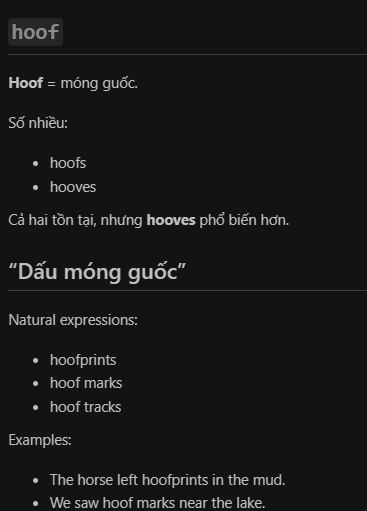 hoof
Hoof = móng guốc.
Số nhiều:
hoofs
hooves
Cả hai tồn tại, nhưng hooves phổ biến hơn.
“Dấu móng guốc”
Natural expressions:
hoofprints
hoof marks
hoof tracks
Examples:
The horse left hoofprints in the mud.
We saw hoof marks near the lake.